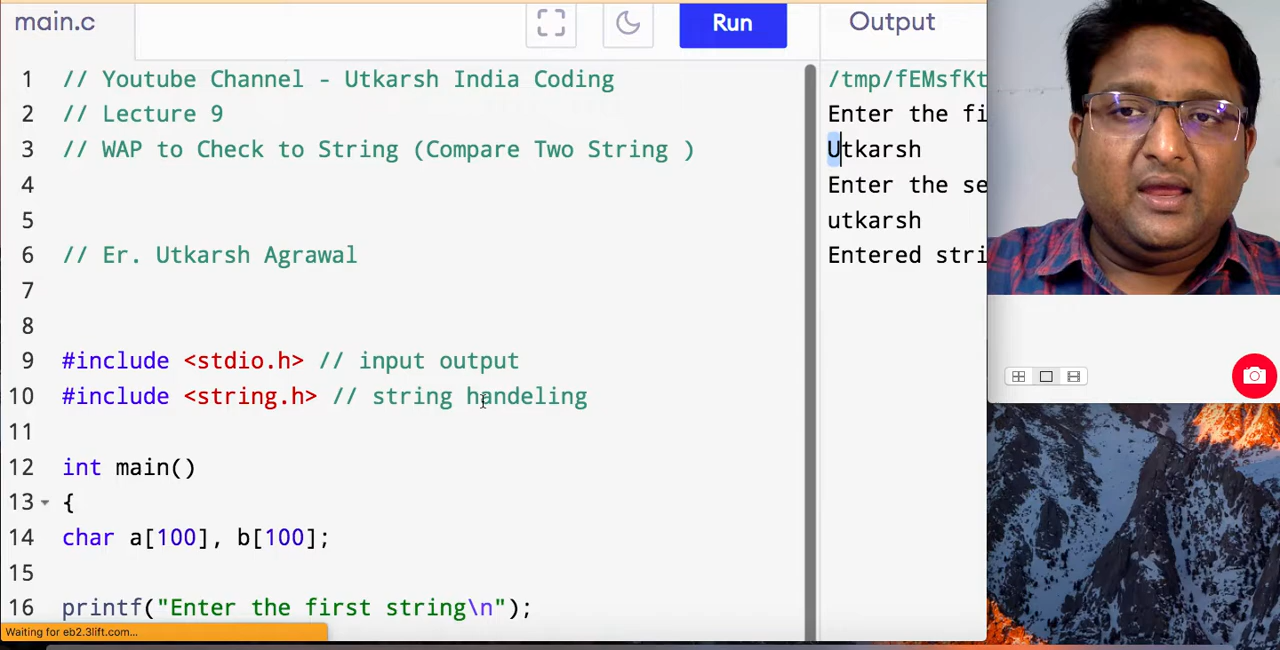 main.c
Run
Output
1 // Youtube Channel - Utkarsh India Coding
2 // Lecture 9
3 // WAP to Check to String (Compare Two String )
4
5
6 // Er. Utkarsh Agrawal
7
8
9 #include <stdio.h> // input output
10 #include <string.h> // string handeling
11
12 int main()
13 {
14 char a[100], b[100];
15
16 printf("Enter the first string\n");
/tmp/fEMsfKt
Enter the fi
Utkarsh
Enter the se
utkarsh
Entered stri
Waiting for eb2.3lift.com...